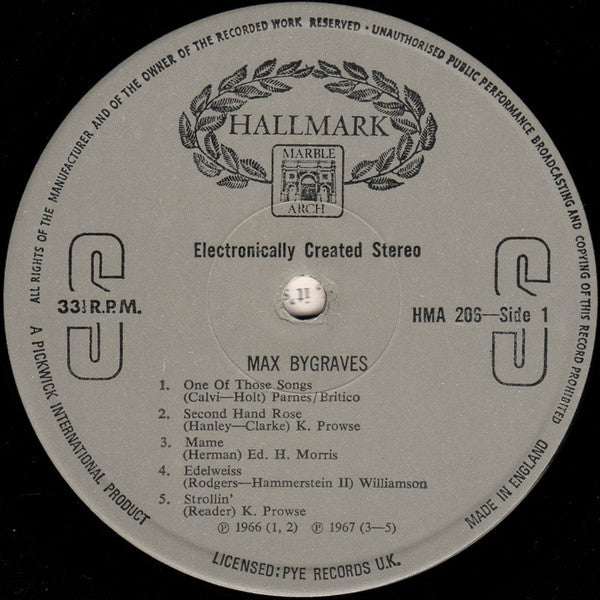 ALL RIGHTS OF THE MANUFACTURER AND OF THE OWNER OF THE RECORDED WORK RESERVED · UNAUTHORISED PUBLIC PERFORMANCE BROADCASTING AND COPYING OF THIS RECORD PROHIBITED
HALLMARK
MARBLE
ARCH
Electronically Created Stereo
33⅓ R.P.M.
HMA 206—Side 1
MAX BYGRAVES
1. One Of Those Songs
(Calvi—Holt) Parnes/Britico
2. Second Hand Rose
(Hanley—Clarke) K. Prowse
3. Mame
(Herman) Ed. H. Morris
4. Edelweiss
(Rodgers—Hammerstein II) Williamson
5. Strollin'
(Reader) K. Prowse
Ⓟ 1966 (1, 2) Ⓟ 1967 (3—5)
A PICKWICK INTERNATIONAL PRODUCT
LICENSED: PYE RECORDS U.K.
MADE IN ENGLAND